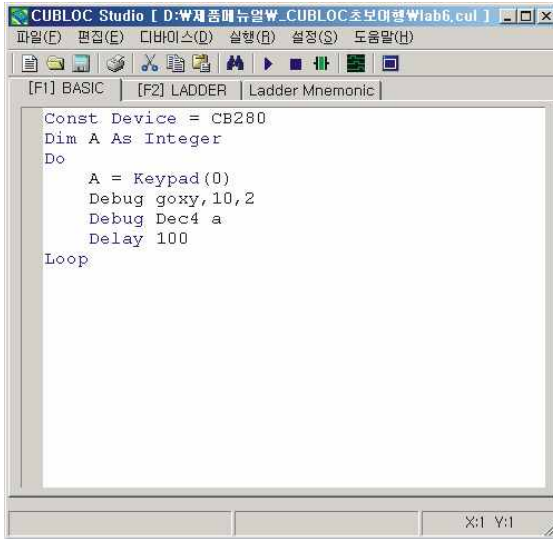 CUBLOC Studio [ D:₩제품메뉴얼₩_CUBLOC초보여행₩lab6.cul ]
파일(F) 편집(E) 디바이스(D) 실행(R) 설정(S) 도움말(H)
[F1] BASIC [F2] LADDER Ladder Mnemonic
Const Device = CB280
Dim A As Integer
Do
A = Keypad(0)
Debug goxy,10,2
Debug Dec4 a
Delay 100
Loop
X:1 Y:1